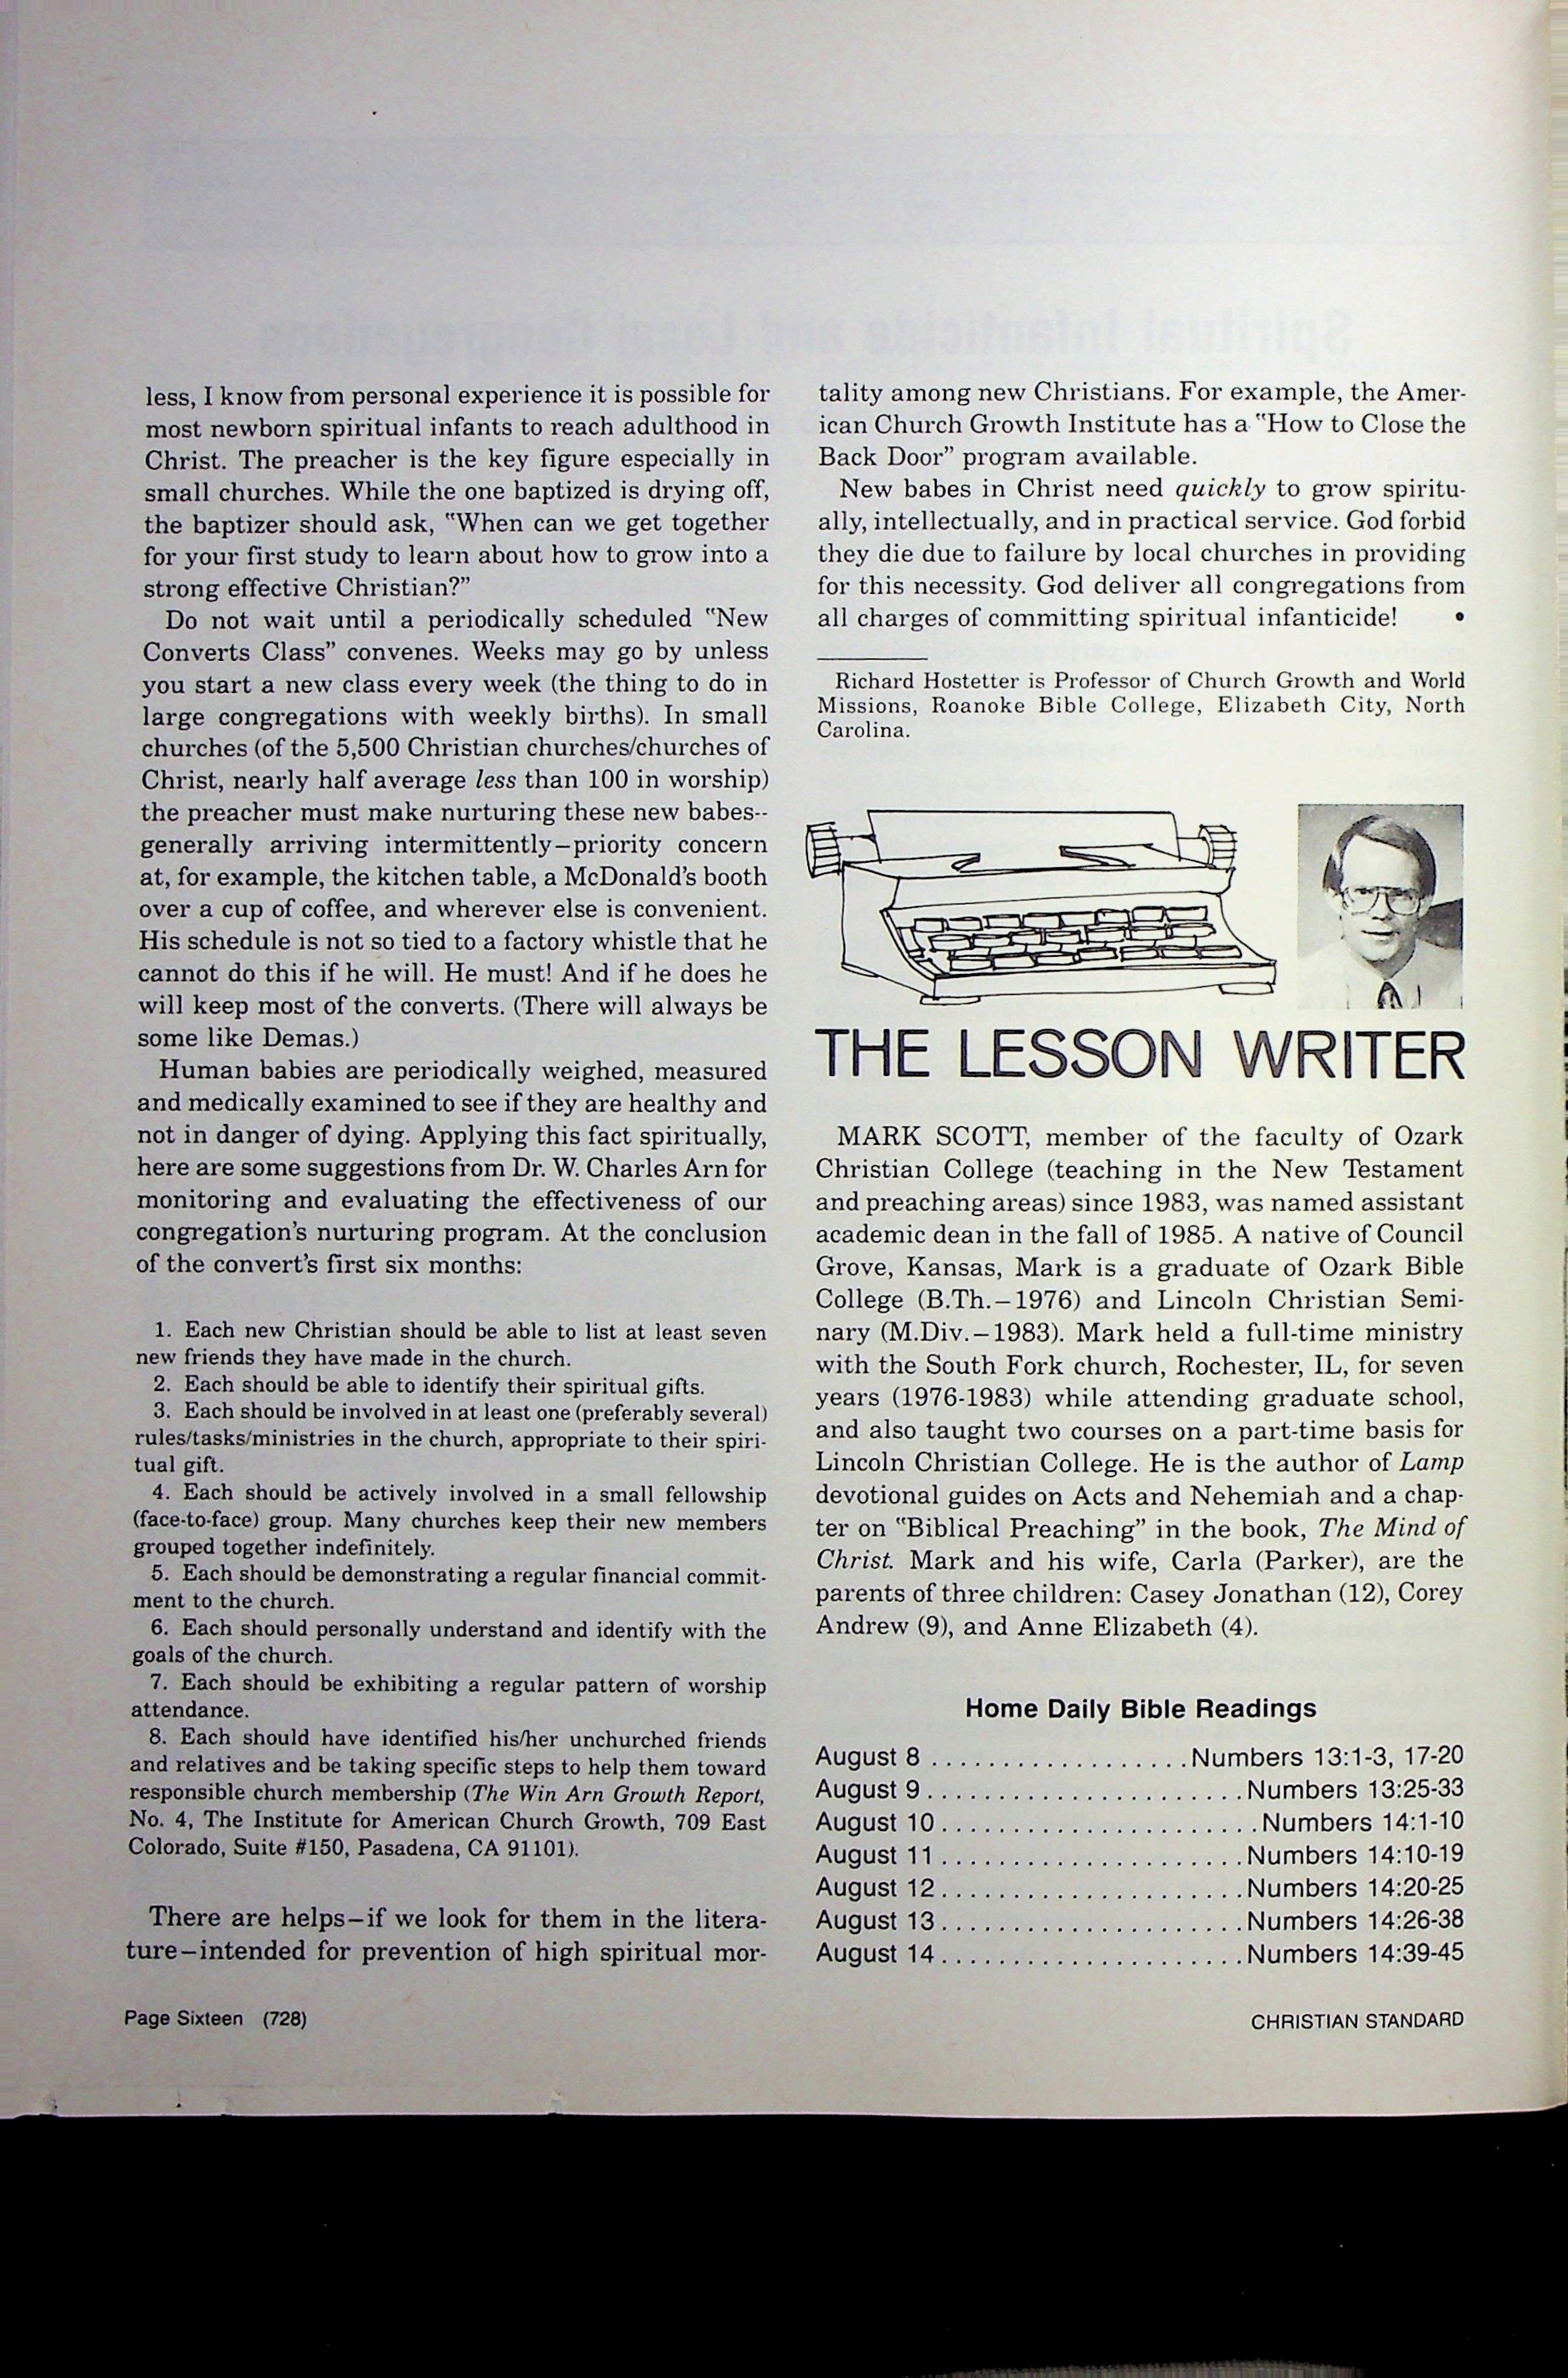 less, I know from personal experience it is possible for
most newborn spiritual infants to reach adulthood in
Christ. The preacher is the key figure especially in
small churches. While the one baptized is drying off,
the baptizer should ask, "When can we get together
for your first study to learn about how to grow into a
strong effective Christian?"
Do not wait until a periodically scheduled "New
Converts Class" convenes. Weeks may go by unless
you start a new class every week (the thing to do in
large congregations with weekly births). In small
churches (of the 5,500 Christian churches/churches of
Christ, nearly half average less than 100 in worship)
the preacher must make nurturing these new babes--
generally arriving intermittently–priority concern
at, for example, the kitchen table, a McDonald's booth
over a cup of coffee, and wherever else is convenient.
His schedule is not so tied to a factory whistle that he
cannot do this if he will. He must! And if he does he
will keep most of the converts. (There will always be
some like Demas.)
Human babies are periodically weighed, measured
and medically examined to see if they are healthy and
not in danger of dying. Applying this fact spiritually,
here are some suggestions from Dr. W. Charles Arn for
monitoring and evaluating the effectiveness of our
congregation's nurturing program. At the conclusion
of the convert's first six months:
1. Each new Christian should be able to list at least seven
new friends they have made in the church.
2. Each should be able to identify their spiritual gifts.
3. Each should be involved in at least one (preferably several)
rules/tasks/ministries in the church, appropriate to their spiri-
tual gift.
4. Each should be actively involved in a small fellowship
(face-to-face) group. Many churches keep their new members
grouped together indefinitely.
5. Each should be demonstrating a regular financial commit-
ment to the church.
6. Each should personally understand and identify with the
goals of the church.
7. Each should be exhibiting a regular pattern of worship
attendance.
8. Each should have identified his/her unchurched friends
and relatives and be taking specific steps to help them toward
responsible church membership (The Win Arn Growth Report,
No. 4, The Institute for American Church Growth, 709 East
Colorado, Suite #150, Pasadena, CA 91101).
There are helps–if we look for them in the litera-
ture–intended for prevention of high spiritual mor-
tality among new Christians. For example, the Amer-
ican Church Growth Institute has a "How to Close the
Back Door" program available.
New babes in Christ need quickly to grow spiritu-
ally, intellectually, and in practical service. God forbid
they die due to failure by local churches in providing
for this necessity. God deliver all congregations from
all charges of committing spiritual infanticide! •
Richard Hostetter is Professor of Church Growth and World
Missions, Roanoke Bible College, Elizabeth City, North
Carolina.
THE LESSON WRITER
MARK SCOTT, member of the faculty of Ozark
Christian College (teaching in the New Testament
and preaching areas) since 1983, was named assistant
academic dean in the fall of 1985. A native of Council
Grove, Kansas, Mark is a graduate of Ozark Bible
College (B.Th.–1976) and Lincoln Christian Semi-
nary (M.Div.–1983). Mark held a full-time ministry
with the South Fork church, Rochester, IL, for seven
years (1976-1983) while attending graduate school,
and also taught two courses on a part-time basis for
Lincoln Christian College. He is the author of Lamp
devotional guides on Acts and Nehemiah and a chap-
ter on "Biblical Preaching" in the book, The Mind of
Christ. Mark and his wife, Carla (Parker), are the
parents of three children: Casey Jonathan (12), Corey
Andrew (9), and Anne Elizabeth (4).
Home Daily Bible Readings
August 8 .................. Numbers 13:1-3, 17-20
August 9 ...................... Numbers 13:25-33
August 10 ...................... Numbers 14:1-10
August 11 ..................... Numbers 14:10-19
August 12 ..................... Numbers 14:20-25
August 13 ..................... Numbers 14:26-38
August 14 ..................... Numbers 14:39-45
Page Sixteen (728)
CHRISTIAN STANDARD